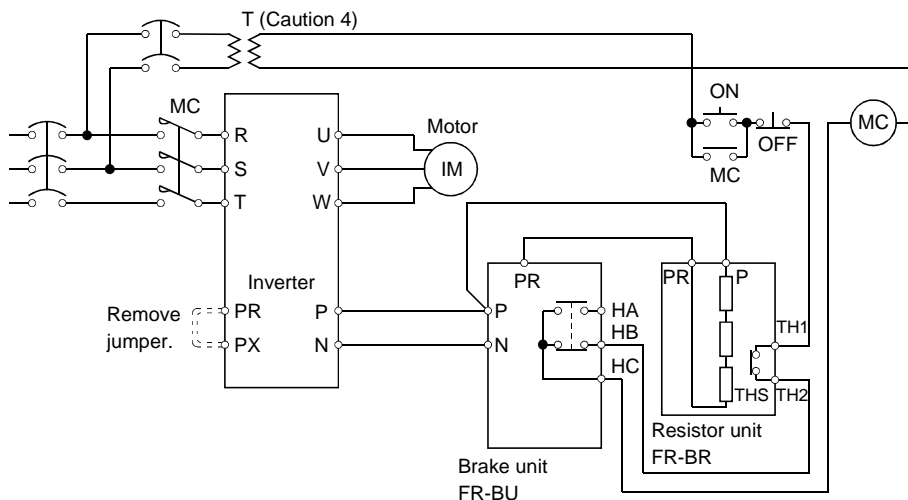 T (Caution 4)
MC
R
S
T
U
V
W
Motor
IM
ON
OFF
MC
MC
Inverter
PR
PX
P
N
Remove
jumper.
PR
P
N
HA
HB
HC
PR
P
TH1
THS
TH2
Brake unit
FR-BU
Resistor unit
FR-BR